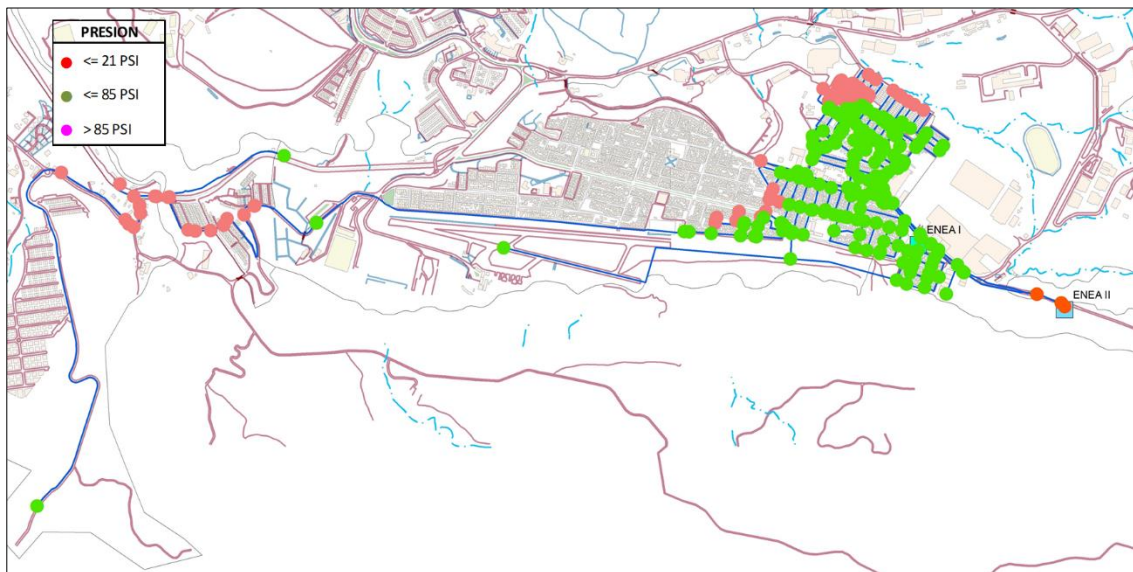 PRESION
<= 21 PSI
<= 85 PSI
> 85 PSI
ENEA I
ENEA II